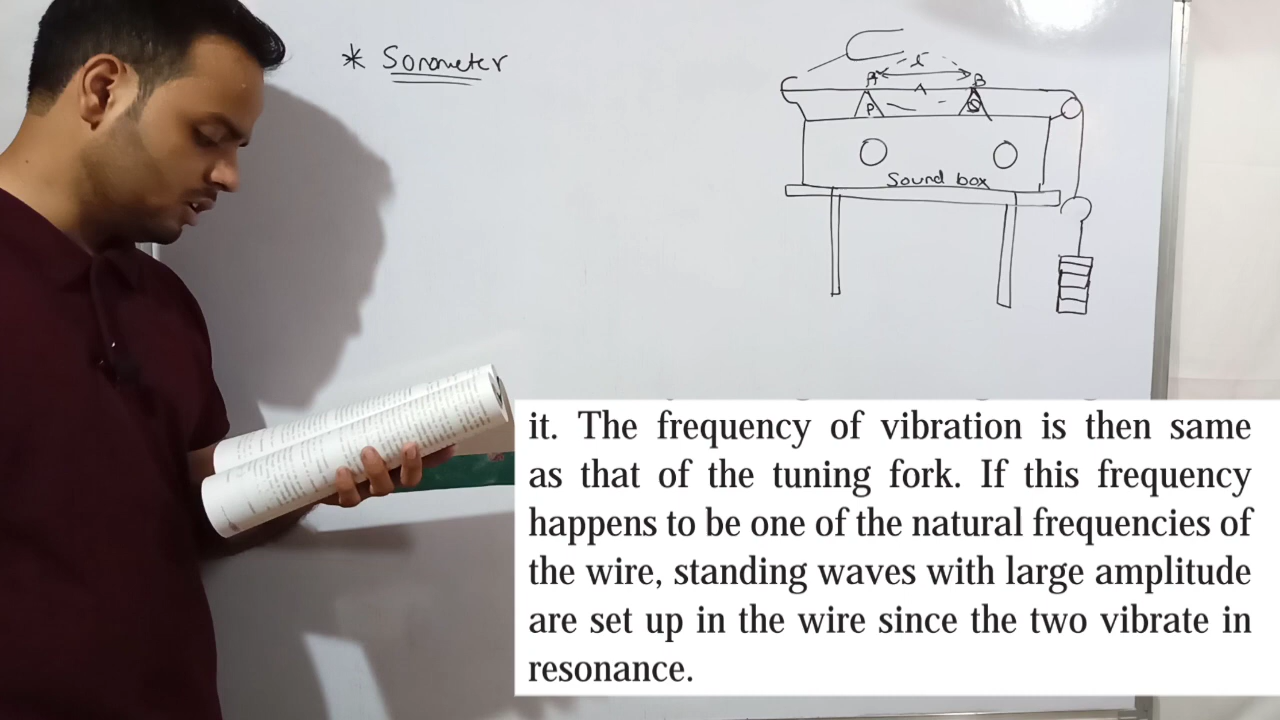 * Sonometer
l
A B
A
P Q
Sound box
it. The frequency of vibration is then same
as that of the tuning fork. If this frequency
happens to be one of the natural frequencies of
the wire, standing waves with large amplitude
are set up in the wire since the two vibrate in
resonance.